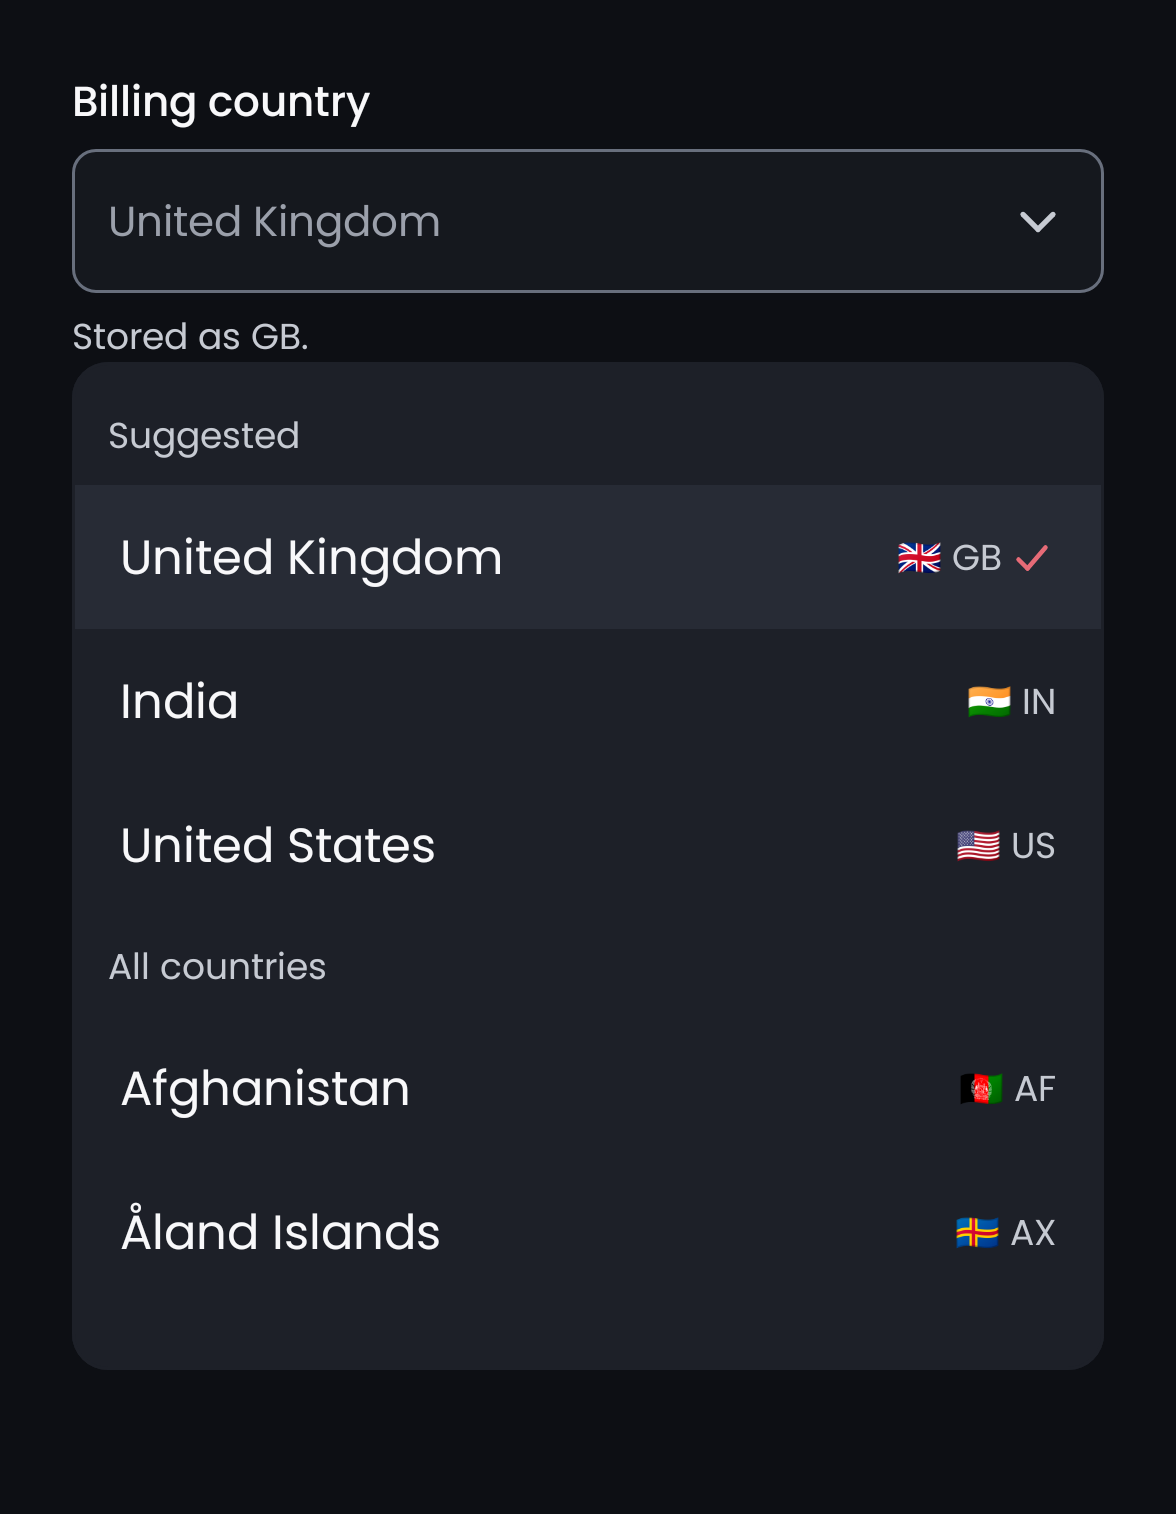 Billing country
United Kingdom
Stored as GB.
Suggested
United Kingdom 🇬🇧 GB ✓
India 🇮🇳 IN
United States 🇺🇸 US
All countries
Afghanistan 🇦🇫 AF
Åland Islands 🇦🇽 AX